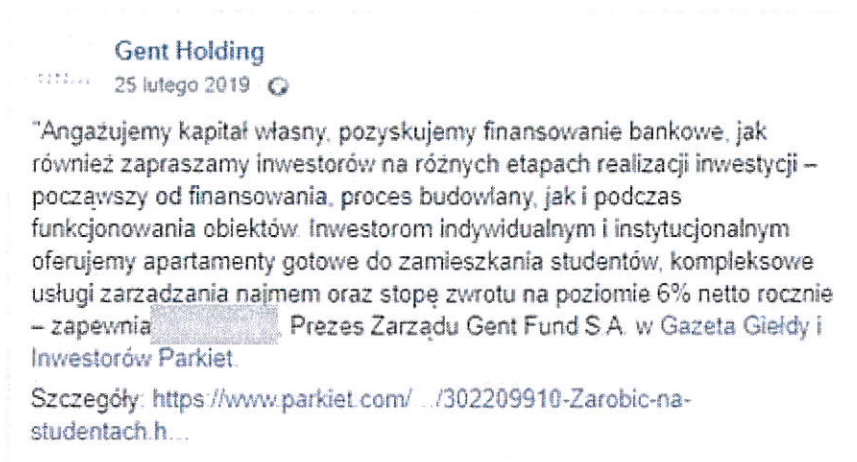 Gent Holding
25 lutego 2019
"Angażujemy kapitał własny, pozyskujemy finansowanie bankowe, jak
również zapraszamy inwestorów na różnych etapach realizacji inwestycji –
począwszy od finansowania, proces budowlany, jak i podczas
funkcjonowania obiektów. Inwestorom indywidualnym i instytucjonalnym
oferujemy apartamenty gotowe do zamieszkania studentów, kompleksowe
usługi zarządzania najmem oraz stopę zwrotu na poziomie 6% netto rocznie
– zapewnia , Prezes Zarządu Gent Fund S.A. w Gazeta Giełdy i
Inwestorów Parkiet.
Szczegóły: https://www.parkiet.com/.../302209910-Zarobic-na-
studentach.h...